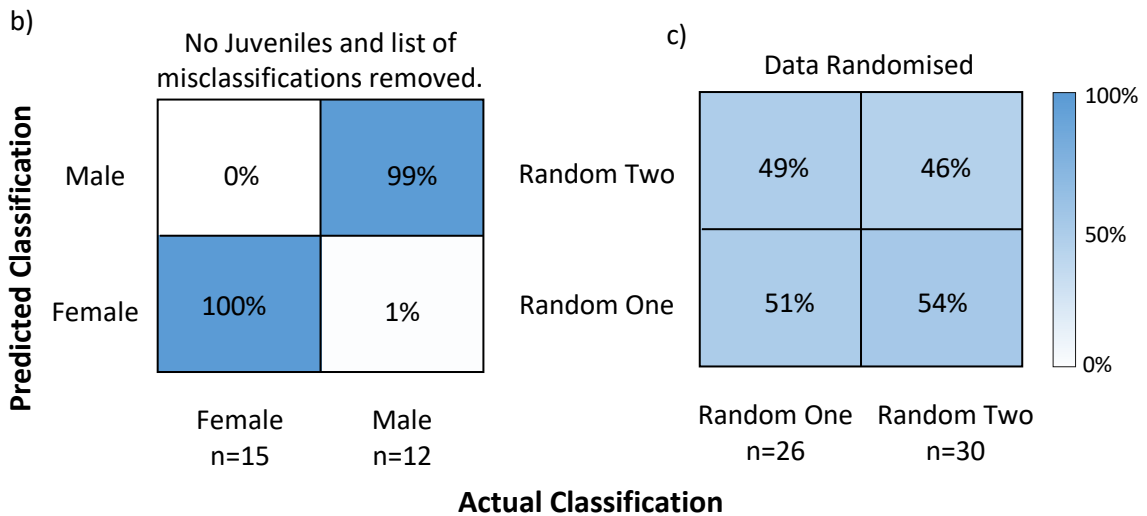 b)
No Juveniles and list of
misclassifications removed.
Predicted Classification
Male
0%
99%
Female
100%
1%
Female
n=15
Male
n=12
c)
Data Randomised
Random Two
49%
46%
Random One
51%
54%
Random One
n=26
Random Two
n=30
100%
50%
0%
Actual Classification